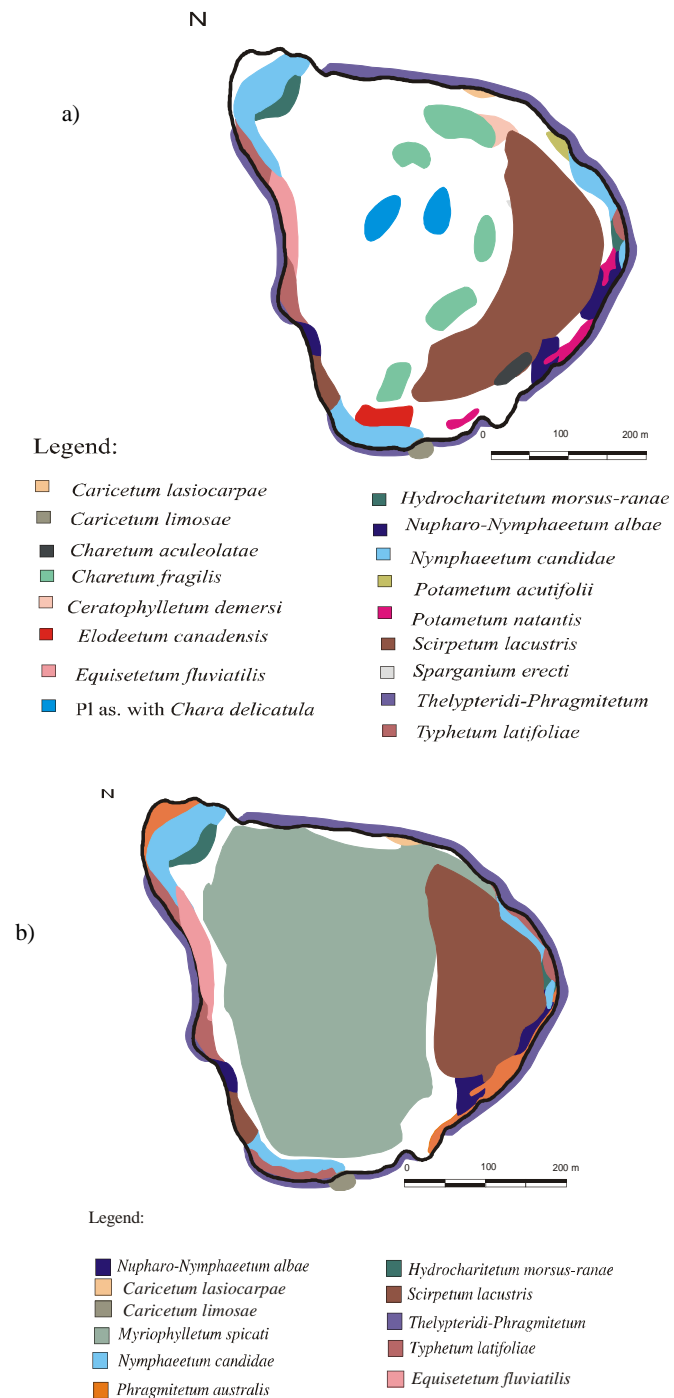 N
a)
0 100 200 m
Legend:
Caricetum lasiocarpae
Caricetum limosae
Charetum aculeolatae
Charetum fragilis
Ceratophylletum demersi
Elodeetum canadensis
Equisetetum fluviatilis
Pl as. with Chara delicatula
Hydrocharitetum morsus-ranae
Nupharo-Nymphaeetum albae
Nymphaeetum candidae
Potametum acutifolii
Potametum natantis
Scirpetum lacustris
Sparganium erecti
Thelypteridi-Phragmitetum
Typhetum latifoliae
N
b)
0 100 200 m
Legend:
Nupharo-Nymphaeetum albae
Caricetum lasiocarpae
Caricetum limosae
Myriophylletum spicati
Nymphaeetum candidae
Phragmitetum australis
Hydrocharitetum morsus-ranae
Scirpetum lacustris
Thelypteridi-Phragmitetum
Typhetum latifoliae
Equisetetum fluviatilis